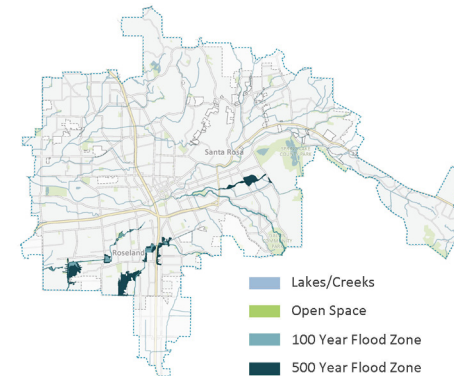 Santa Rosa
Roseland
Lakes/Creeks
Open Space
100 Year Flood Zone
500 Year Flood Zone